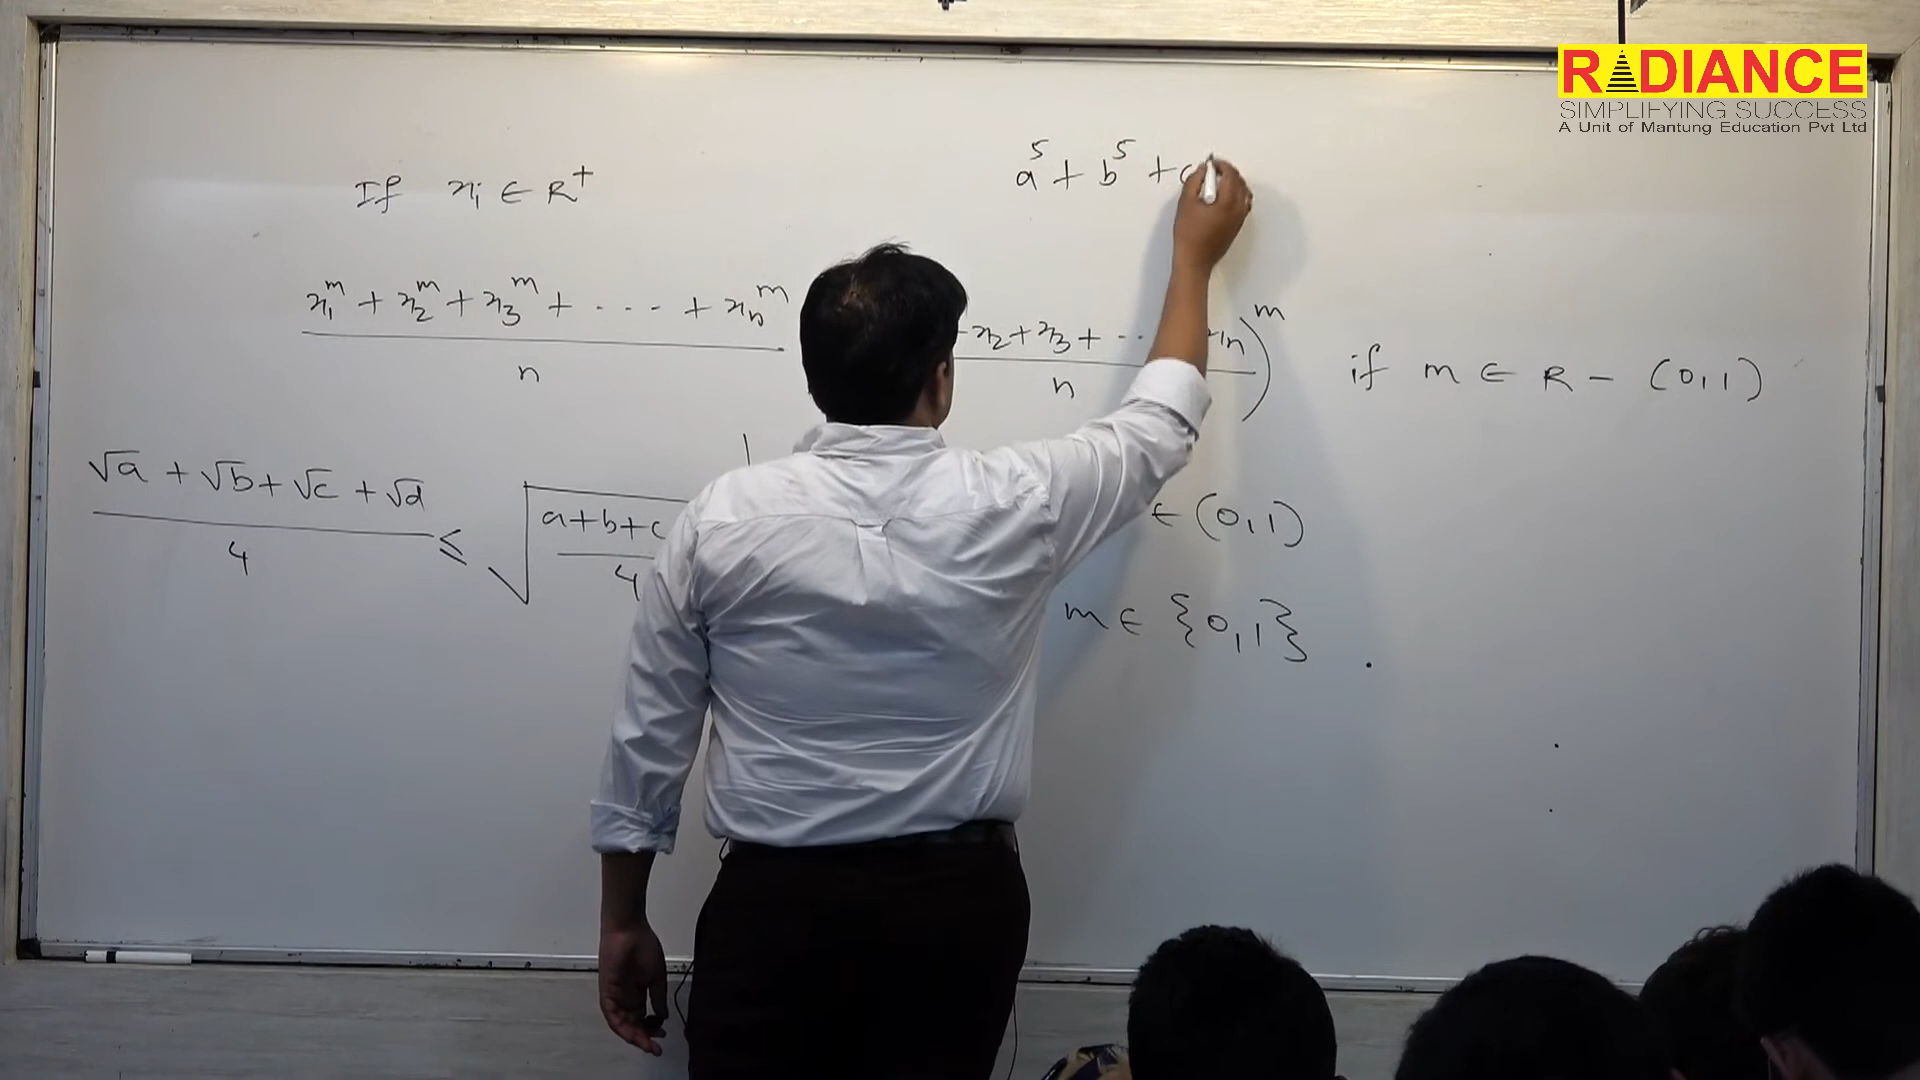 RADIANCE
SIMPLIFYING SUCCESS
A Unit of Mantung Education Pvt Ltd
a⁵ + b⁵ + c
If x₁ ∈ R⁺
x₁ᵐ + x₂ᵐ + x₃ᵐ + .... + xₙᵐ
n
x₂ + x₃ + .. xₙ)ᵐ
n
if m ∈ R - (0,1)
√a + √b + √c + √d
4
≤ √
a+b+c
4
∈ (0,1)
m ∈ {0,1}